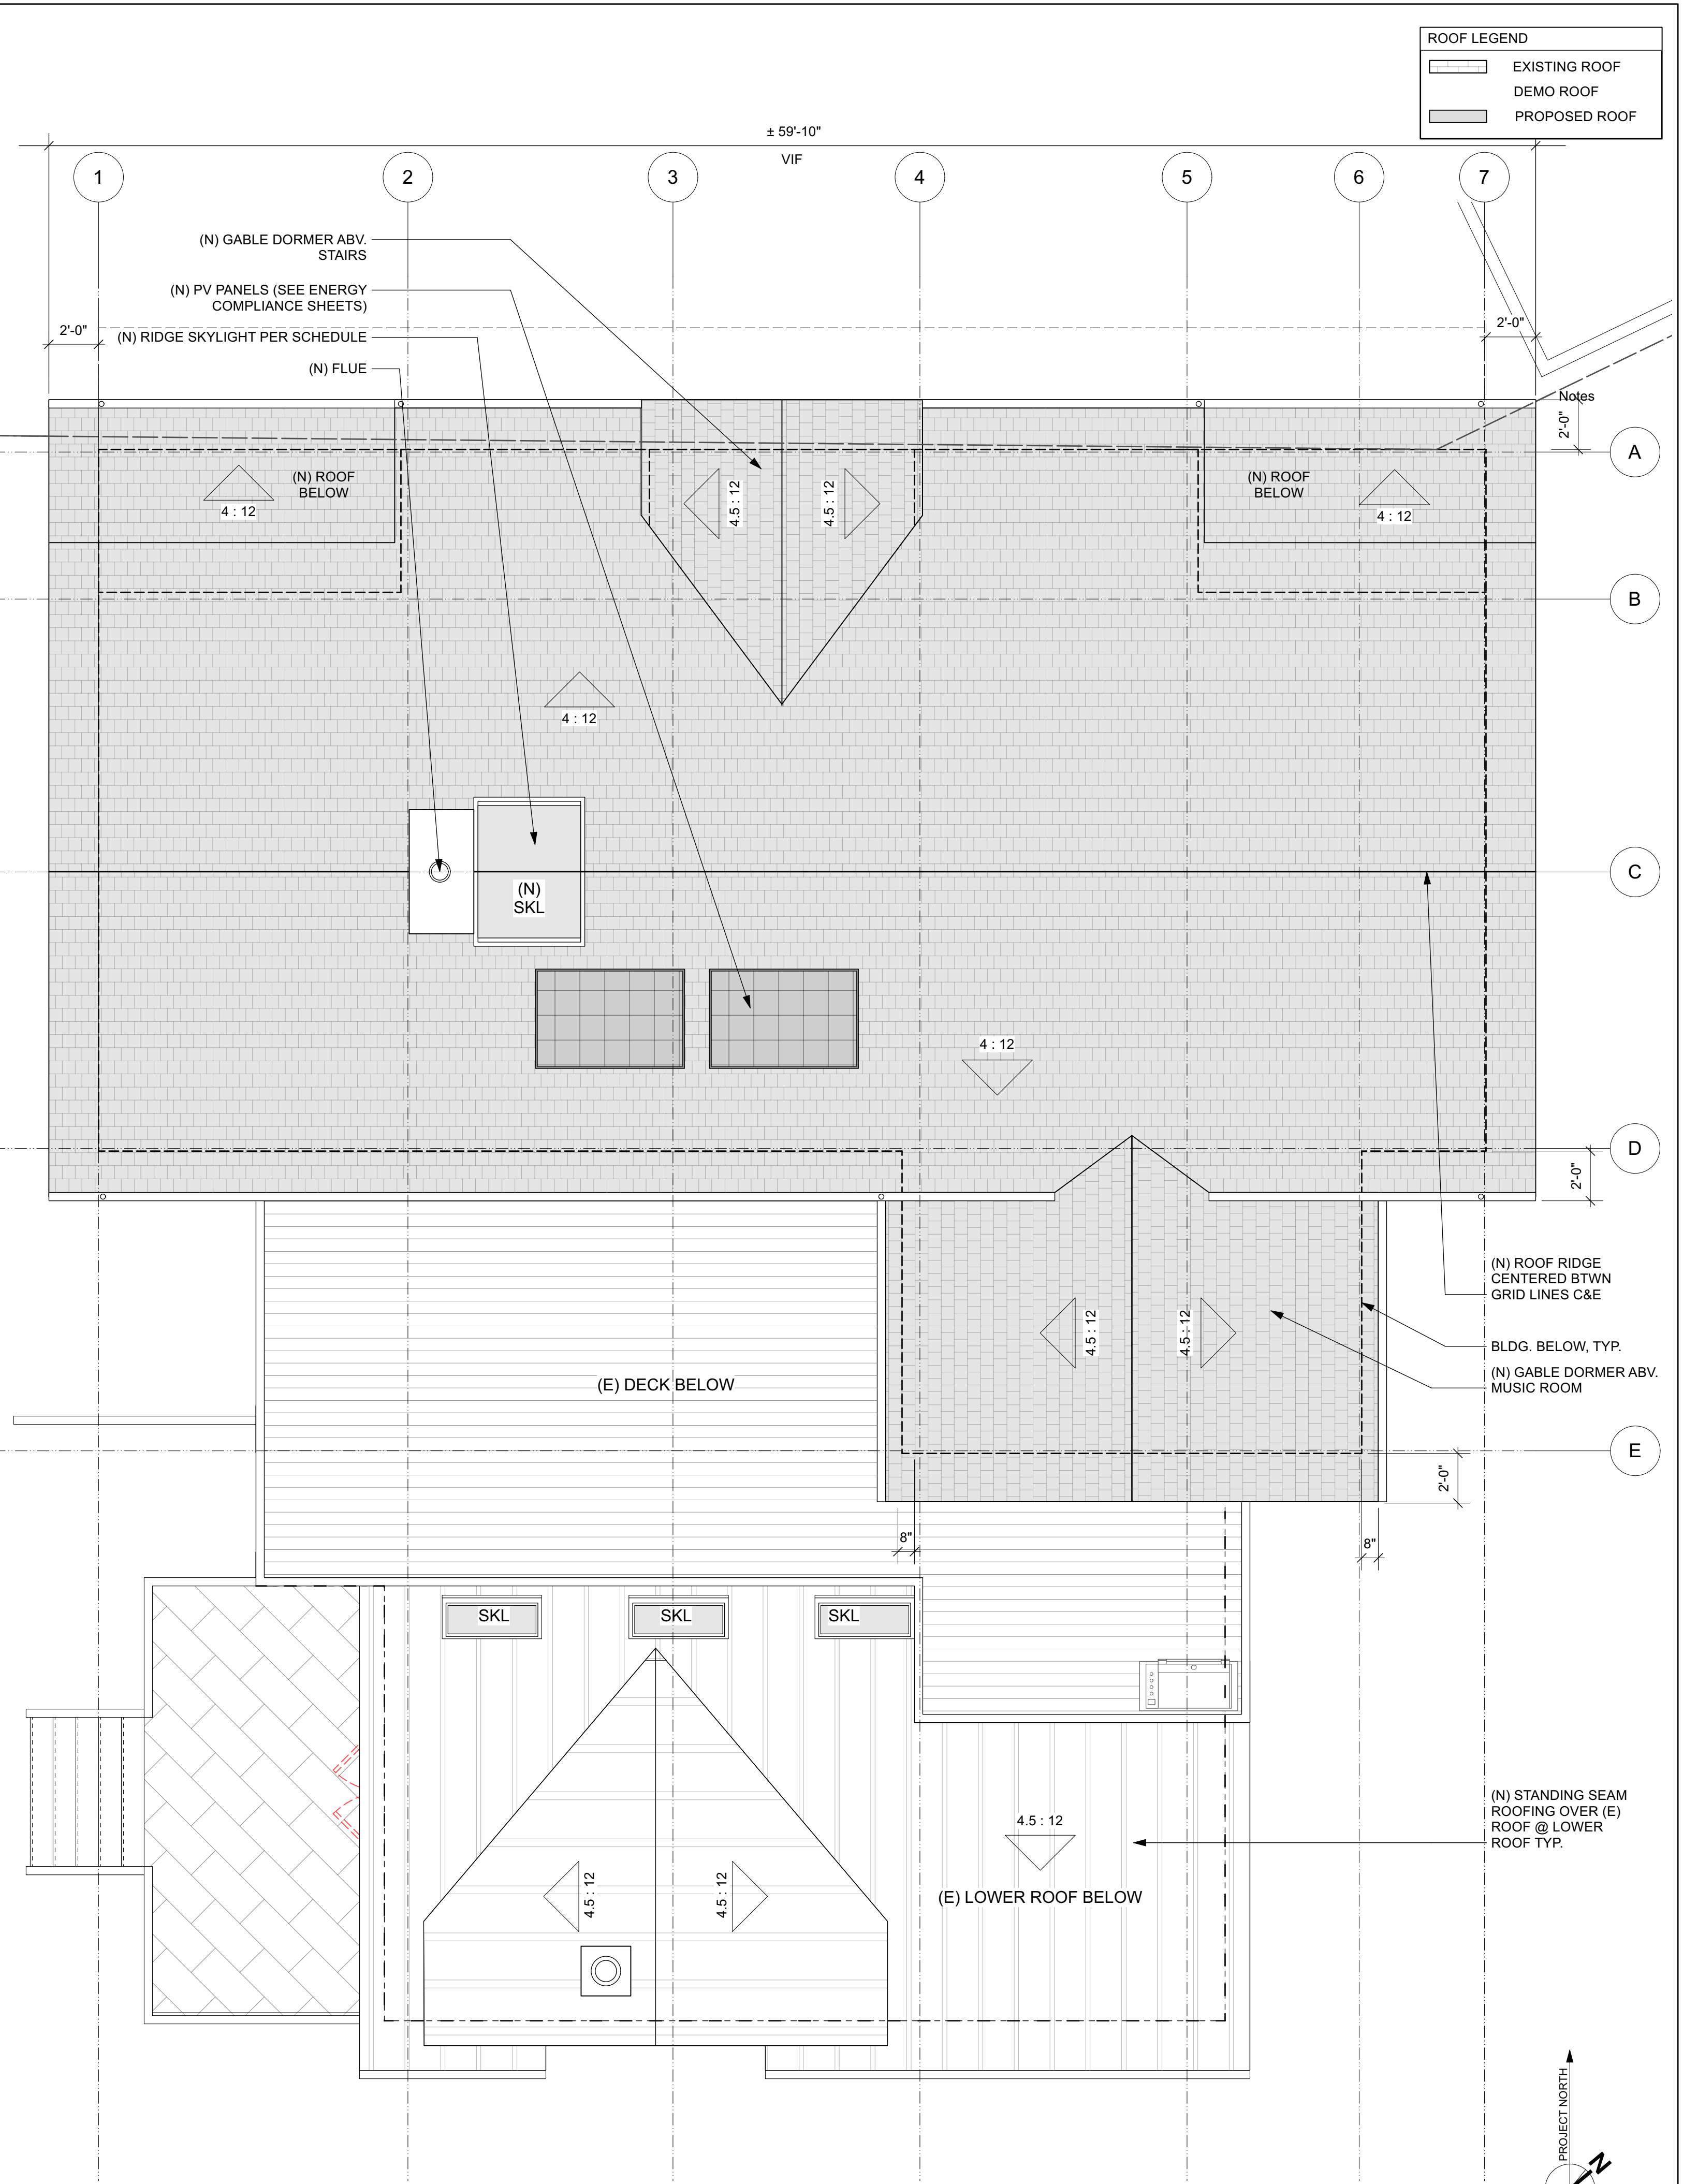 ROOF LEGEND
EXISTING ROOF
DEMO ROOF
PROPOSED ROOF
± 59'-10"
VIF
1
2
3
4
5
6
7
(N) GABLE DORMER ABV.
STAIRS
(N) PV PANELS (SEE ENERGY
COMPLIANCE SHEETS)
2'-0"
(N) RIDGE SKYLIGHT PER SCHEDULE
2'-0"
(N) FLUE
Notes
2'-0"
A
(N) ROOF
BELOW
4 : 12
4.5 : 12
4.5 : 12
(N) ROOF
BELOW
4 : 12
B
4 : 12
C
(N)
SKL
4 : 12
D
2'-0"
(N) ROOF RIDGE
CENTERED BTWN
GRID LINES C&E
4.5 : 12
4.5 : 12
BLDG. BELOW, TYP.
(N) GABLE DORMER ABV.
MUSIC ROOM
(E) DECK BELOW
E
2'-0"
8"
8"
SKL
SKL
SKL
(N) STANDING SEAM
ROOFING OVER (E)
ROOF @ LOWER
ROOF TYP.
4.5 : 12
4.5 : 12
4.5 : 12
(E) LOWER ROOF BELOW
PROJECT NORTH
N